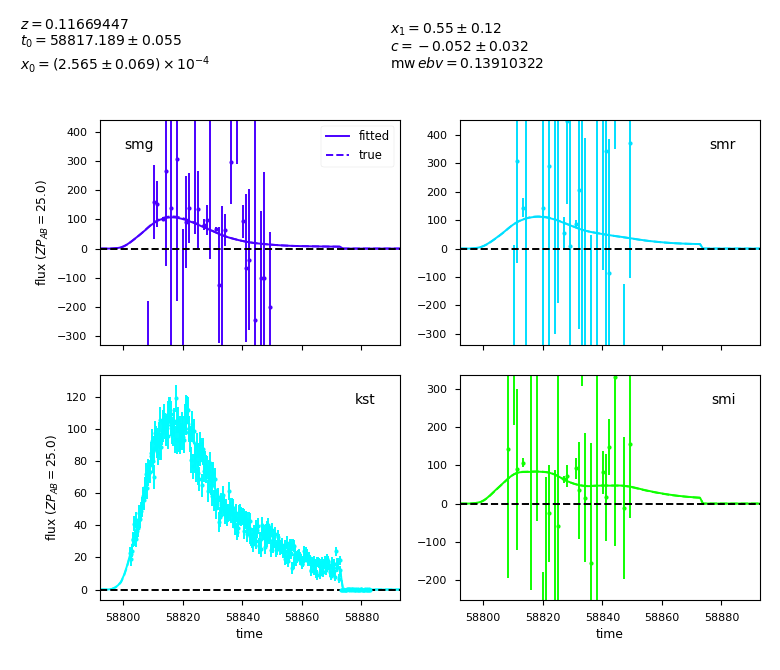 z = 0.11669447
t₀ = 58817.189 ± 0.055
x₀ = (2.565 ± 0.069) × 10⁻⁴
x₁ = 0.55 ± 0.12
c = −0.052 ± 0.032
mw ebv = 0.13910322
400
300
200
100
0
−100
−200
−300
flux (ZP_AB = 25.0)
smg
fitted
true
400
300
200
100
0
−100
−200
−300
smr
120
100
80
60
40
20
0
flux (ZP_AB = 25.0)
kst
58800 58820 58840 58860 58880
time
300
200
100
0
−100
−200
smi
58800 58820 58840 58860 58880
time